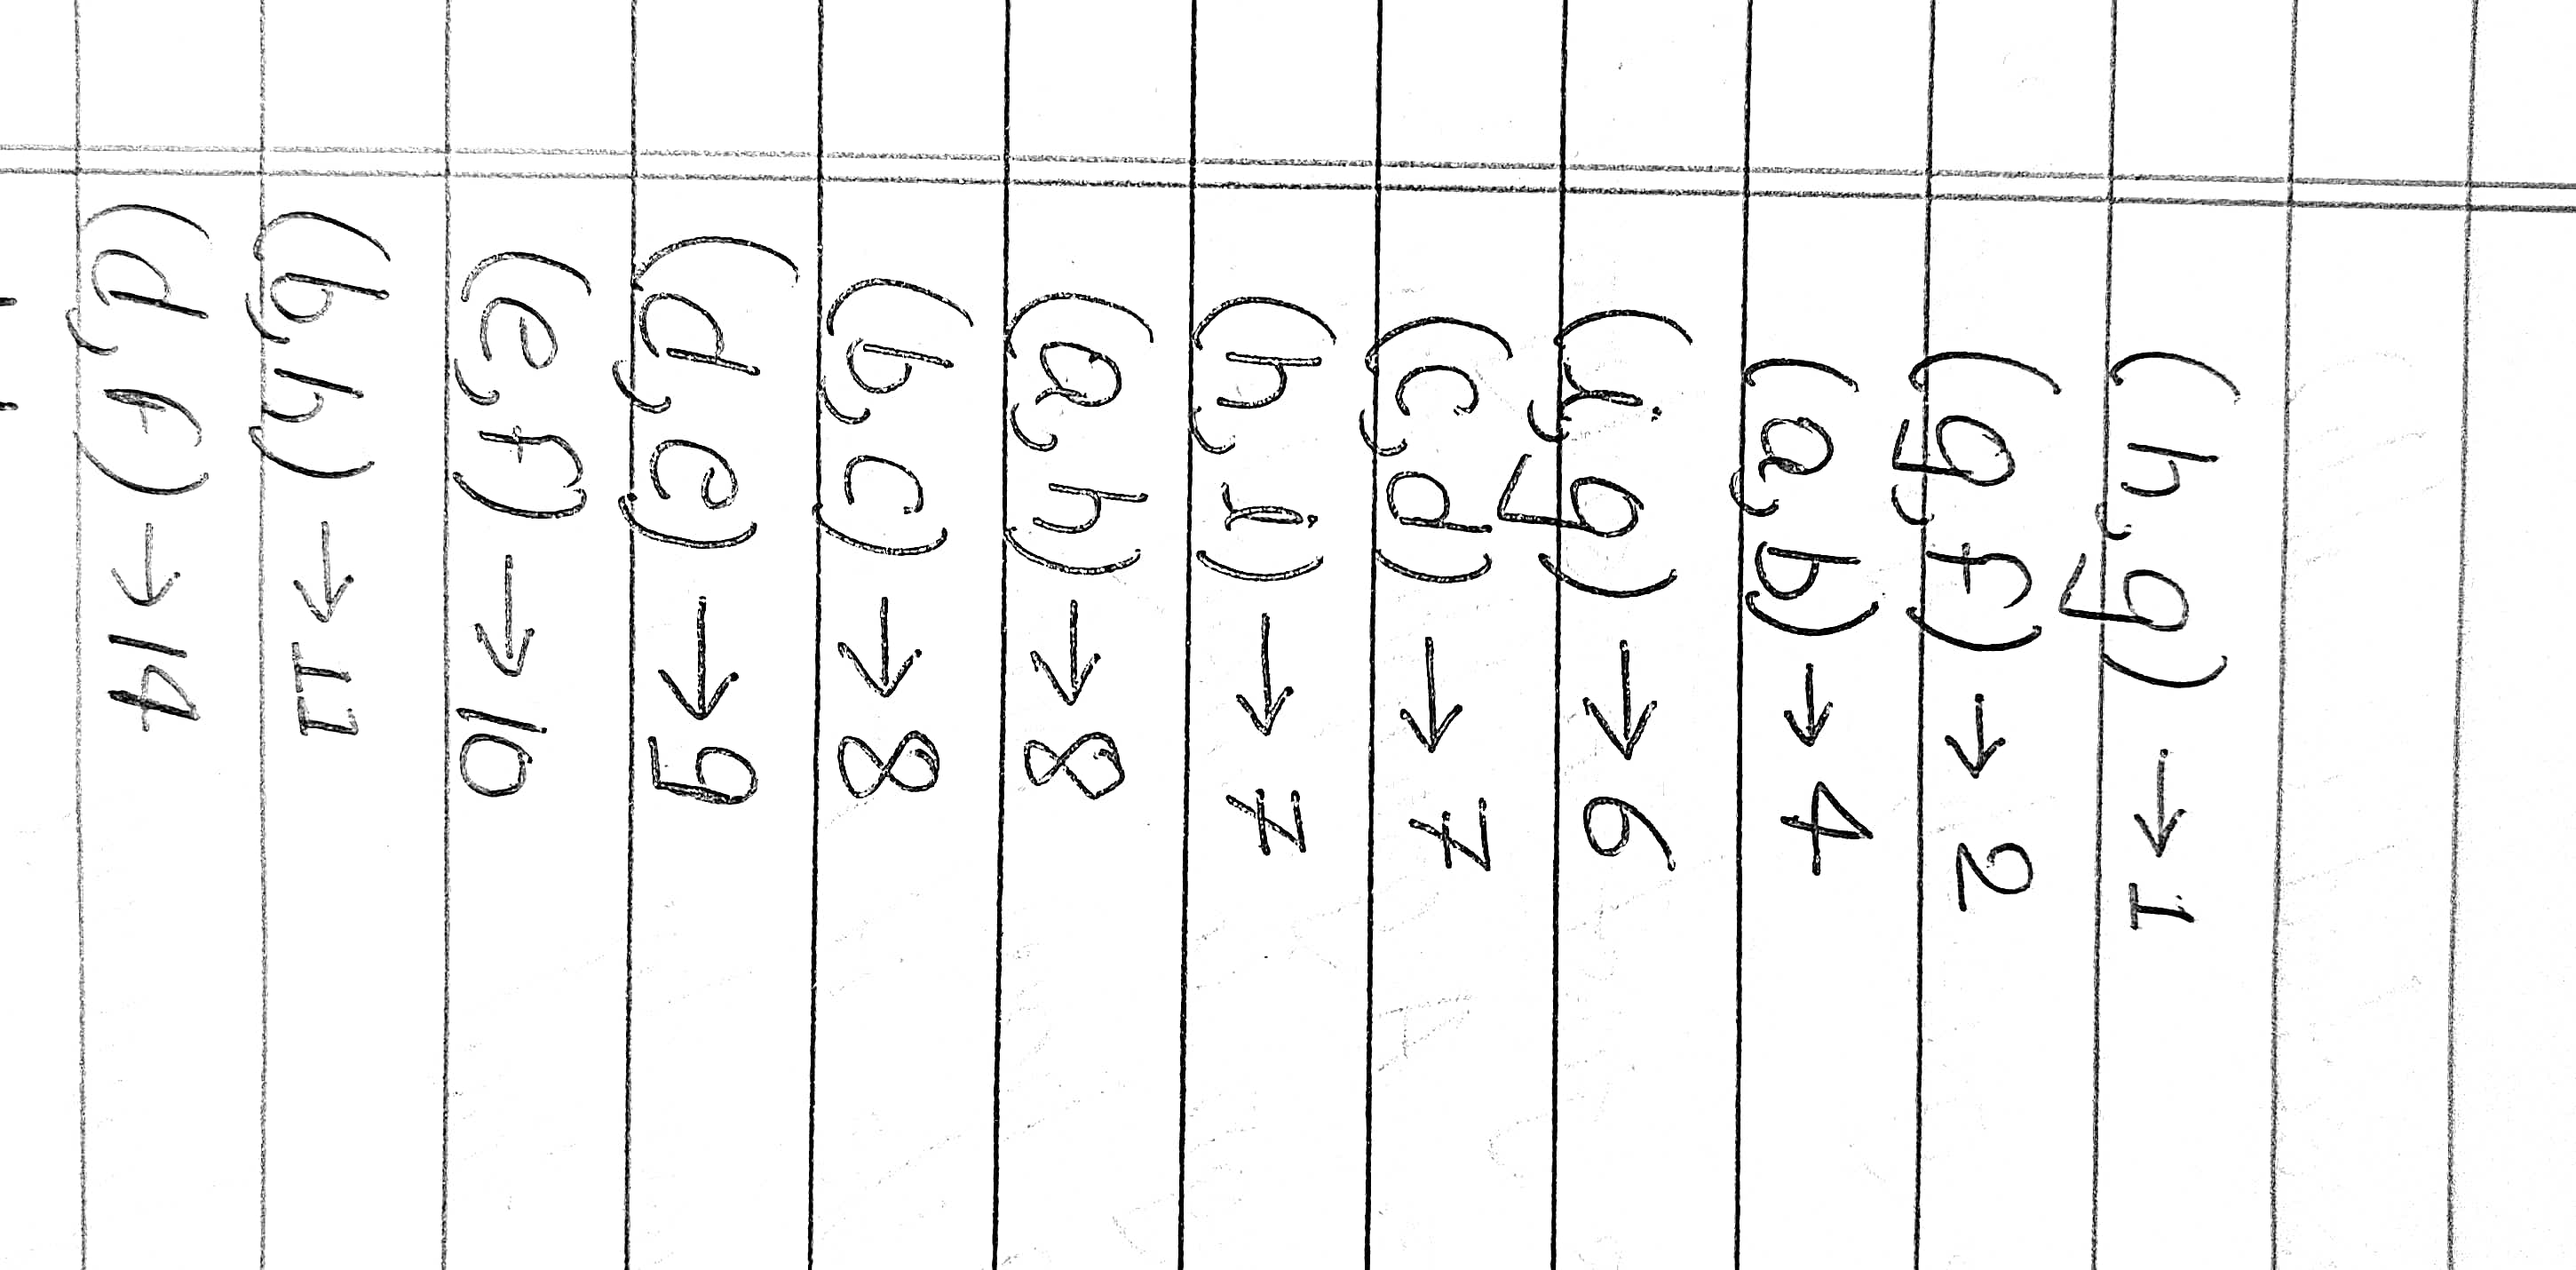 (h,g) → 1
(g,f) → 2
(a,b) → 4
(i,g) → 6
(c,d) → 7
(h,i) → 7
(a,h) → 8
(b,c) → 8
(d,e) → 9
(e,f) → 10
(b,h) → 11
(d,f) → 14